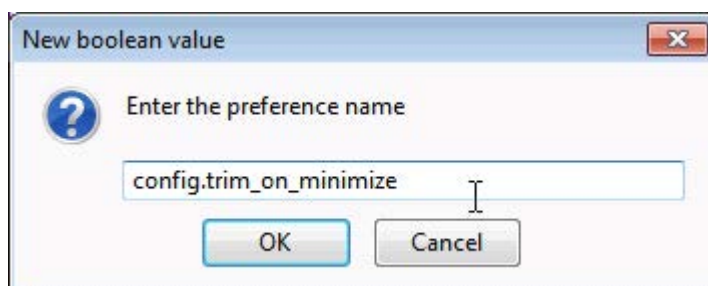 New boolean value
Enter the preference name
config.trim_on_minimize
OK Cancel